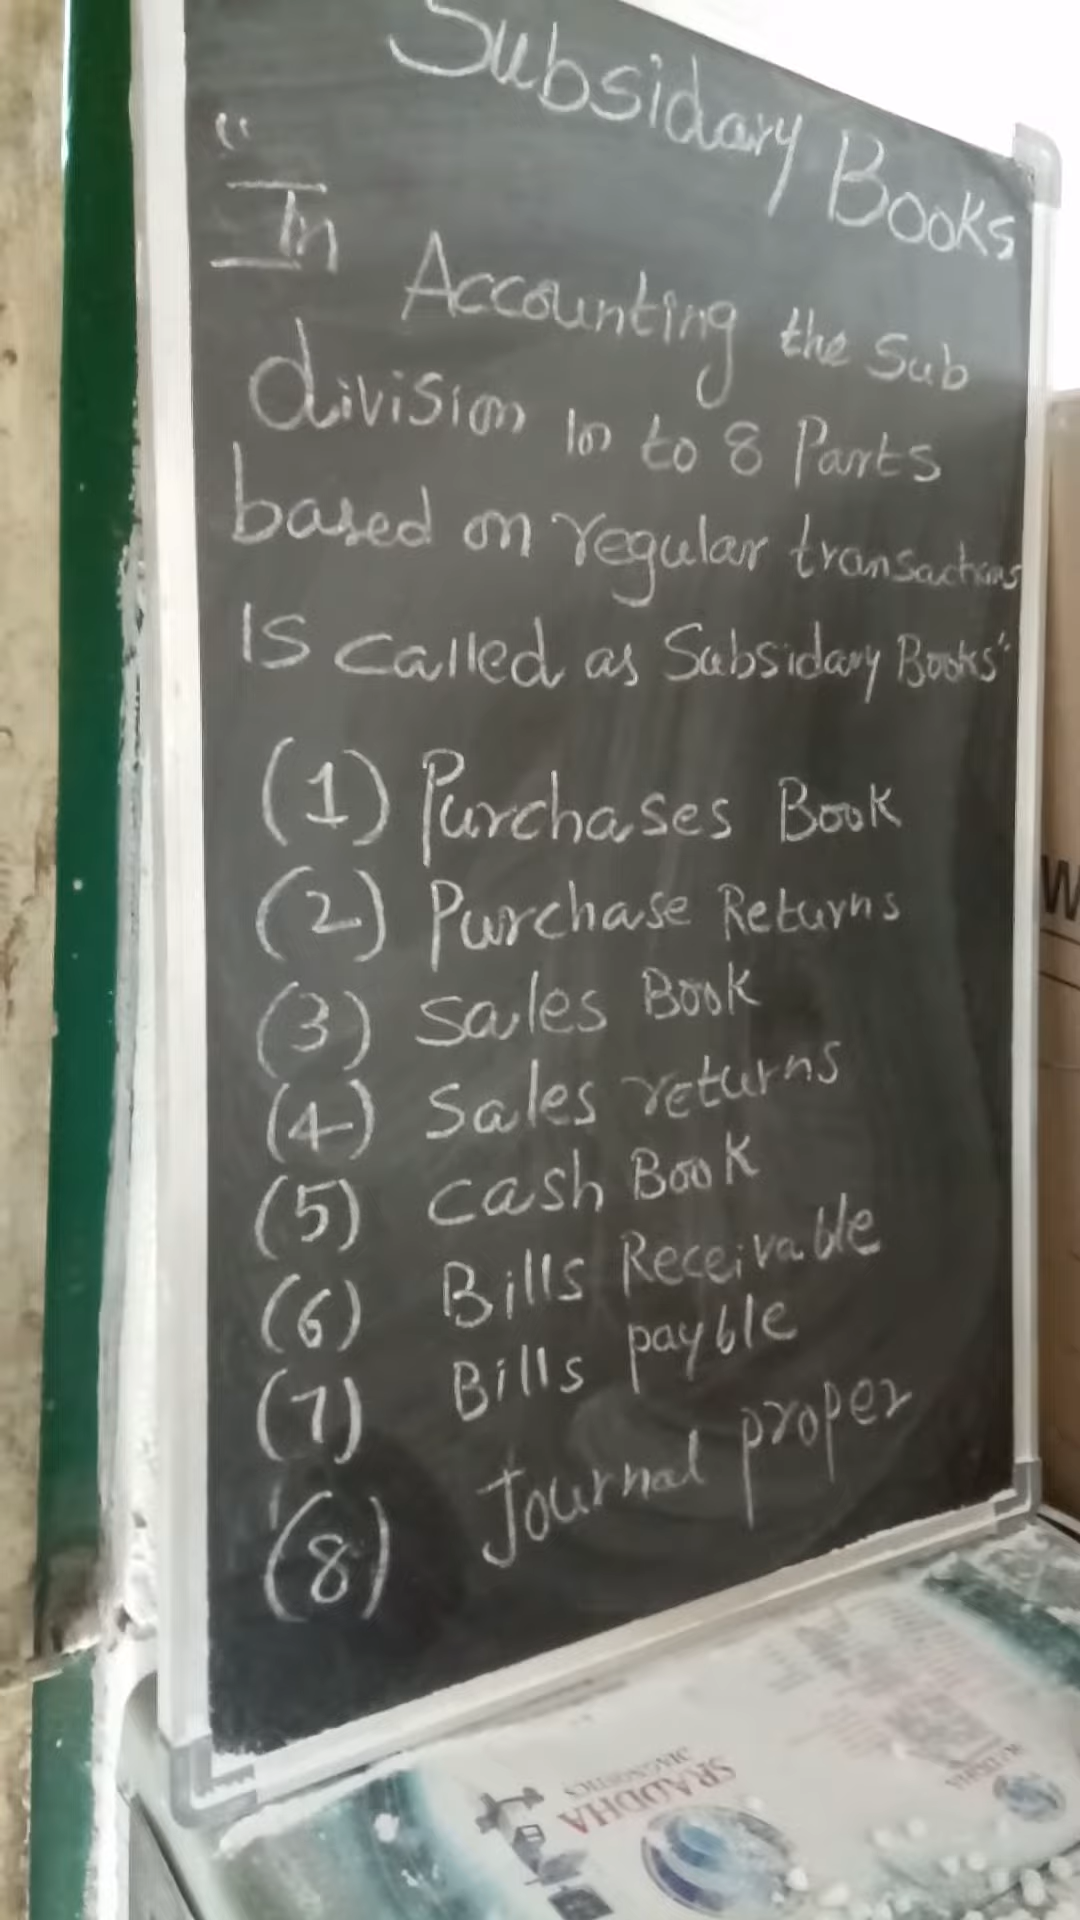 Subsidary Books
"In Accounting the Sub
division in to 8 Parts
based on regular transactions
is called as Subsidary Books"
(1) Purchases Book
(2) Purchase Returns
(3) Sales Book
(4) Sales returns
(5) Cash Book
(6) Bills Receivable
(7) Bills payble
(8) Journal proper
W
SRADDHA
DIAGNOSTICS